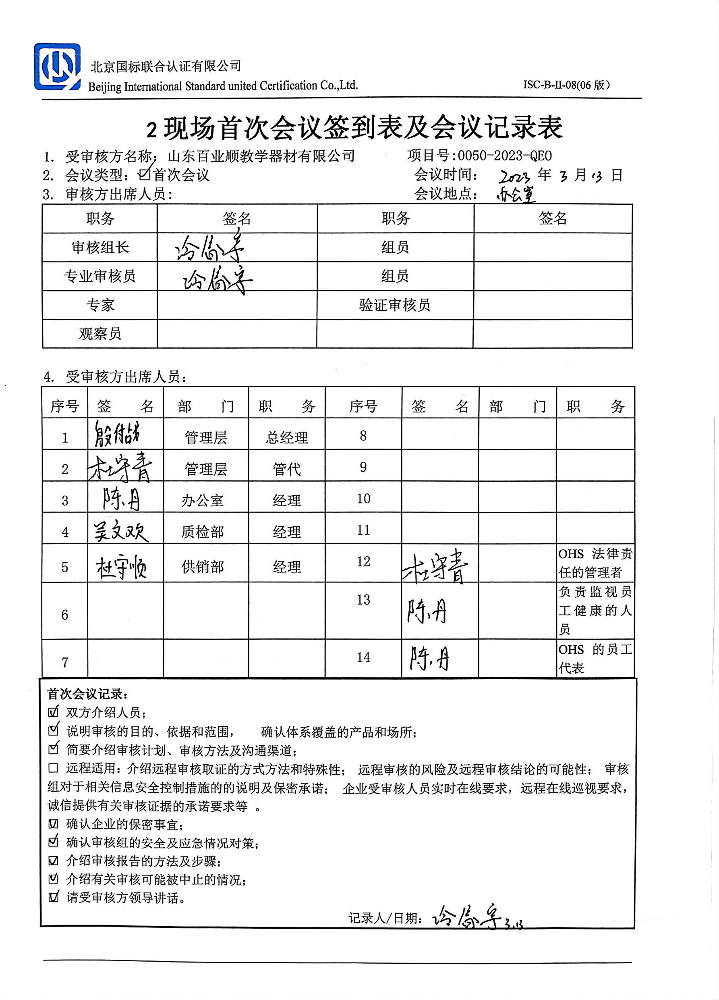 北京国标联合认证有限公司
Beijing International Standard united Certification Co.,Ltd.
ISC-B-II-08(06 版）
2 现场首次会议签到表及会议记录表
1. 受审核方名称：山东百业顺教学器材有限公司 项目号:0050-2023-QEO
2. 会议类型：☑首次会议 会议时间： 2023 年 3 月 13 日
3. 审核方出席人员： 会议地点： 办公室
职务 签名 职务 签名
审核组长 组员
专业审核员 组员
专家 验证审核员
观察员
4. 受审核方出席人员：
序号 签 名 部 门 职 务 序号 签 名 部 门 职 务
1 管理层 总经理 8
2 杜守青 管理层 管代 9
3 陈丹 办公室 经理 10
4 吴文欢 质检部 经理 11
5 杜守顺 供销部 经理 12 杜守青 OHS 法律责
任的管理者
6 13 陈丹 负责监视员
工健康的人
员
7 14 陈丹 OHS 的员工
代表
首次会议记录：
☑ 双方介绍人员；
☑ 说明审核的目的、依据和范围， 确认体系覆盖的产品和场所；
☑ 简要介绍审核计划、审核方法及沟通渠道；
☐ 远程适用：介绍远程审核取证的方式方法和特殊性； 远程审核的风险及远程审核结论的可能性； 审核
组对于相关信息安全控制措施的的说明及保密承诺； 企业受审核人员实时在线要求，远程在线巡视要求，
诚信提供有关审核证据的承诺要求等 。
☑ 确认企业的保密事宜；
☑ 确认审核组的安全及应急情况对策；
☑ 介绍审核报告的方法及步骤；
☑ 介绍有关审核可能被中止的情况；
☑ 请受审核方领导讲话。
记录人/日期： 3.13